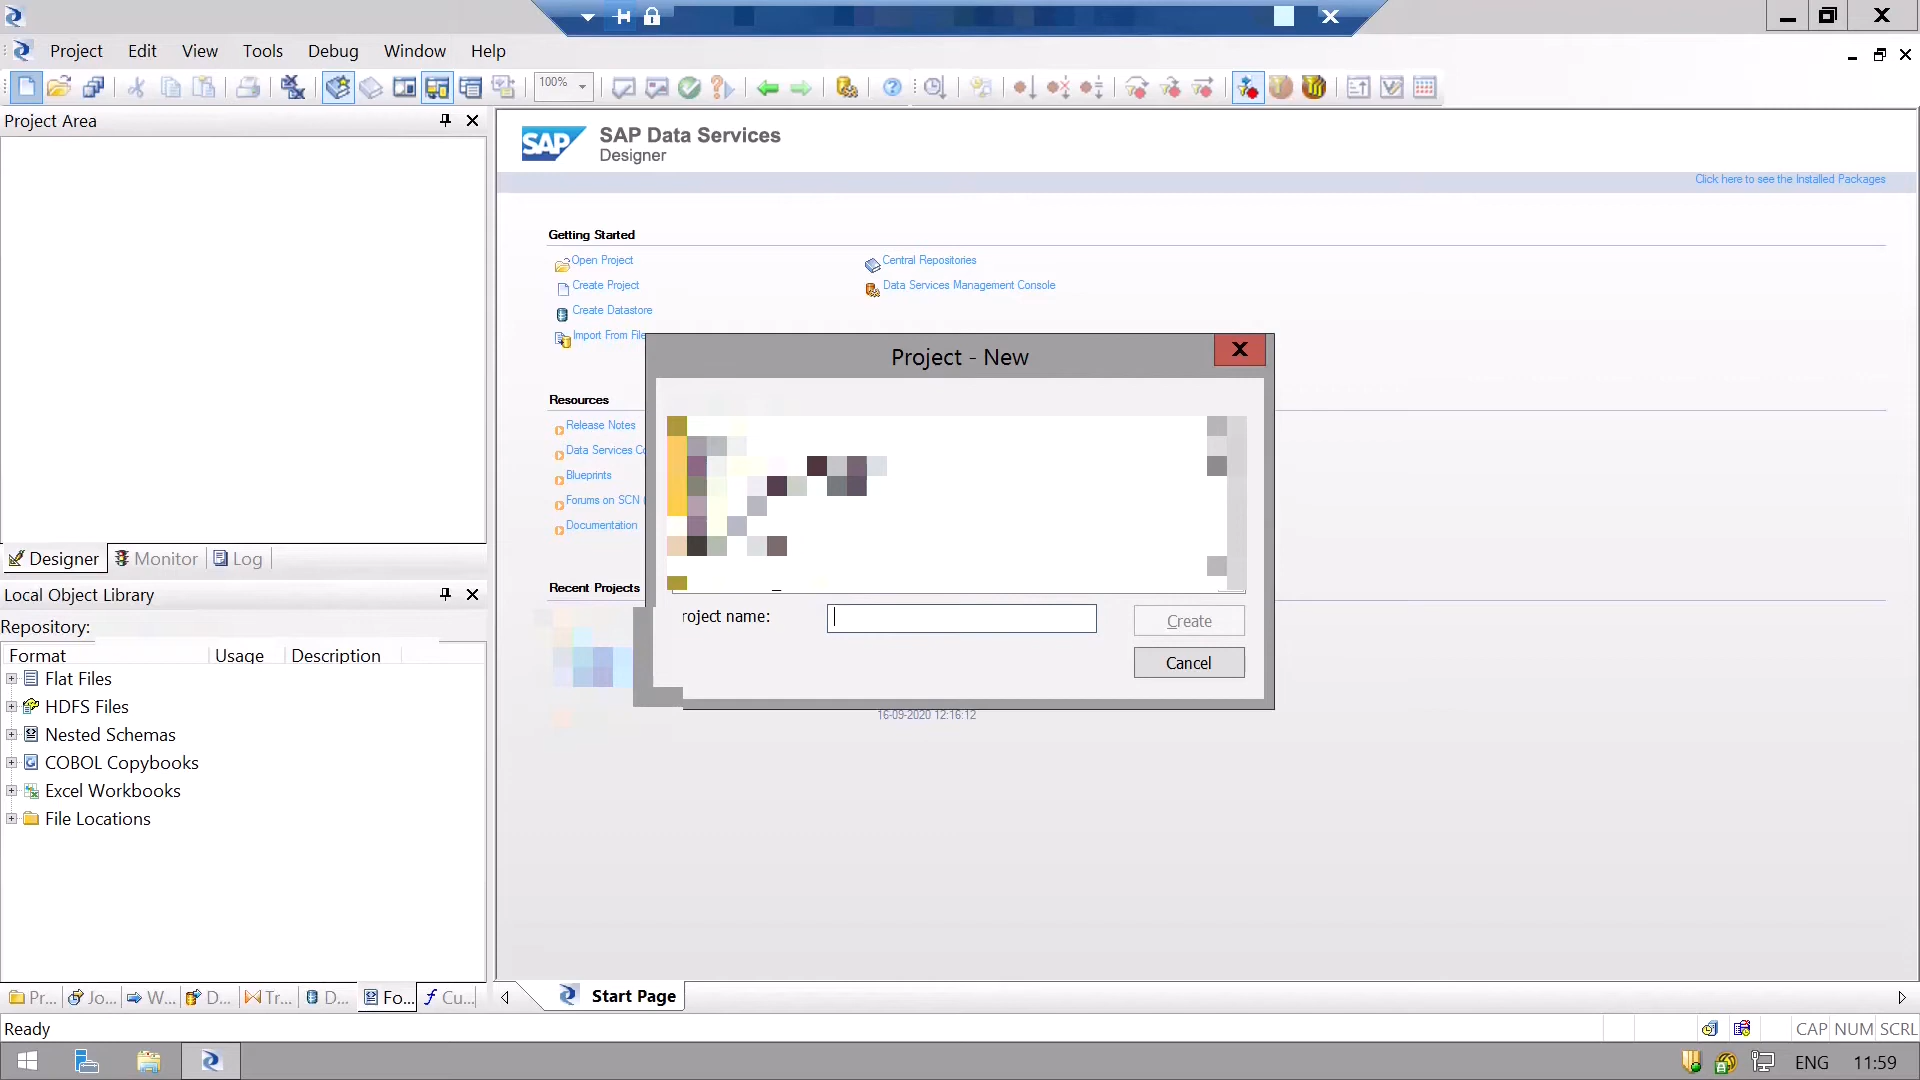 Project Edit View Tools Debug Window Help
100%
Project Area
SAP SAP Data Services
Designer
Click here to see the Installed Packages
Getting Started
Open Project Central Repositories
Create Project Data Services Management Console
Create Datastore
Import From File
Project - New
Resources
Release Notes
Data Services Co
Blueprints
Forums on SCN (
Documentation
Designer Monitor Log
Recent Projects
Local Object Library
roject name:
Create
Repository:
Format Usage Description
Cancel
Flat Files
HDFS Files
16-09-2020 12:16:12
Nested Schemas
COBOL Copybooks
Excel Workbooks
File Locations
Pr... Jo... W... D... Tr... D... Fo... Cu... Start Page
Ready CAP NUM SCRL
ENG 11:59